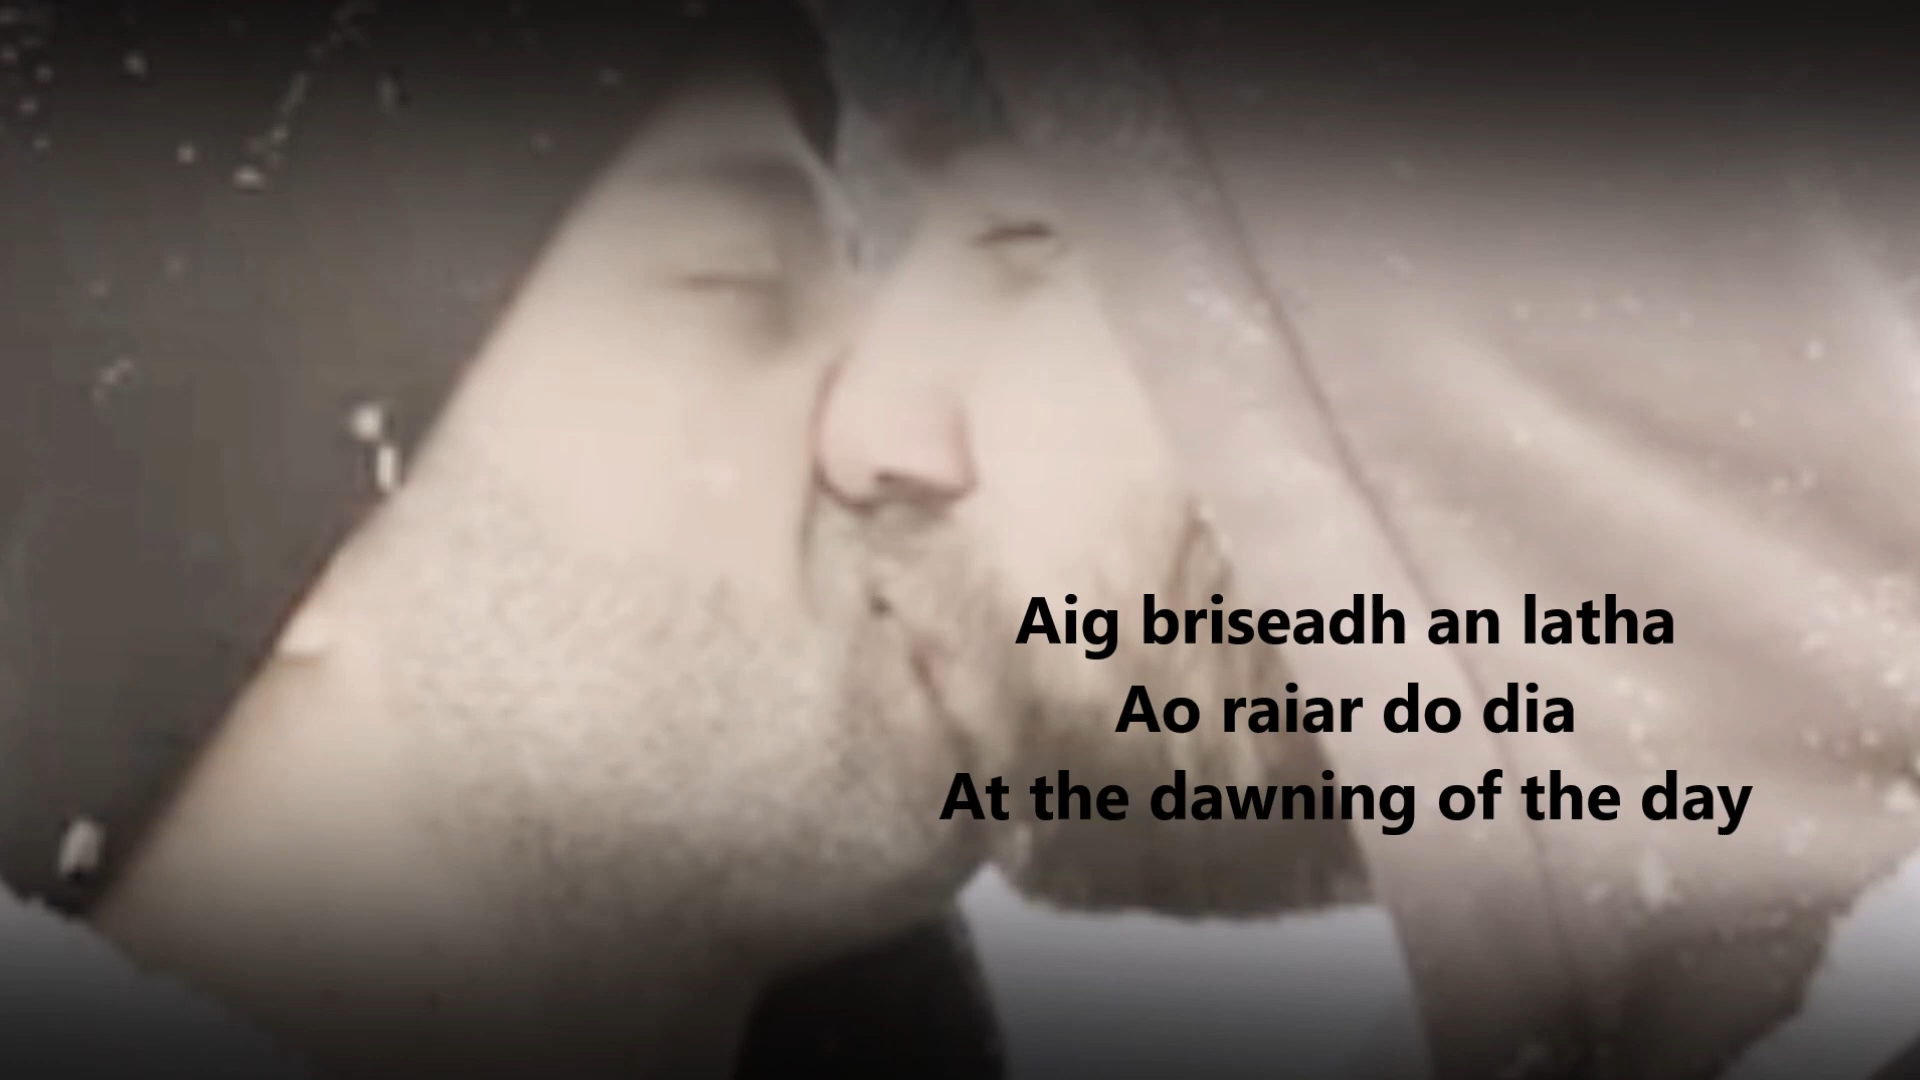 Aig briseadh an latha
Ao raiar do dia
At the dawning of the day